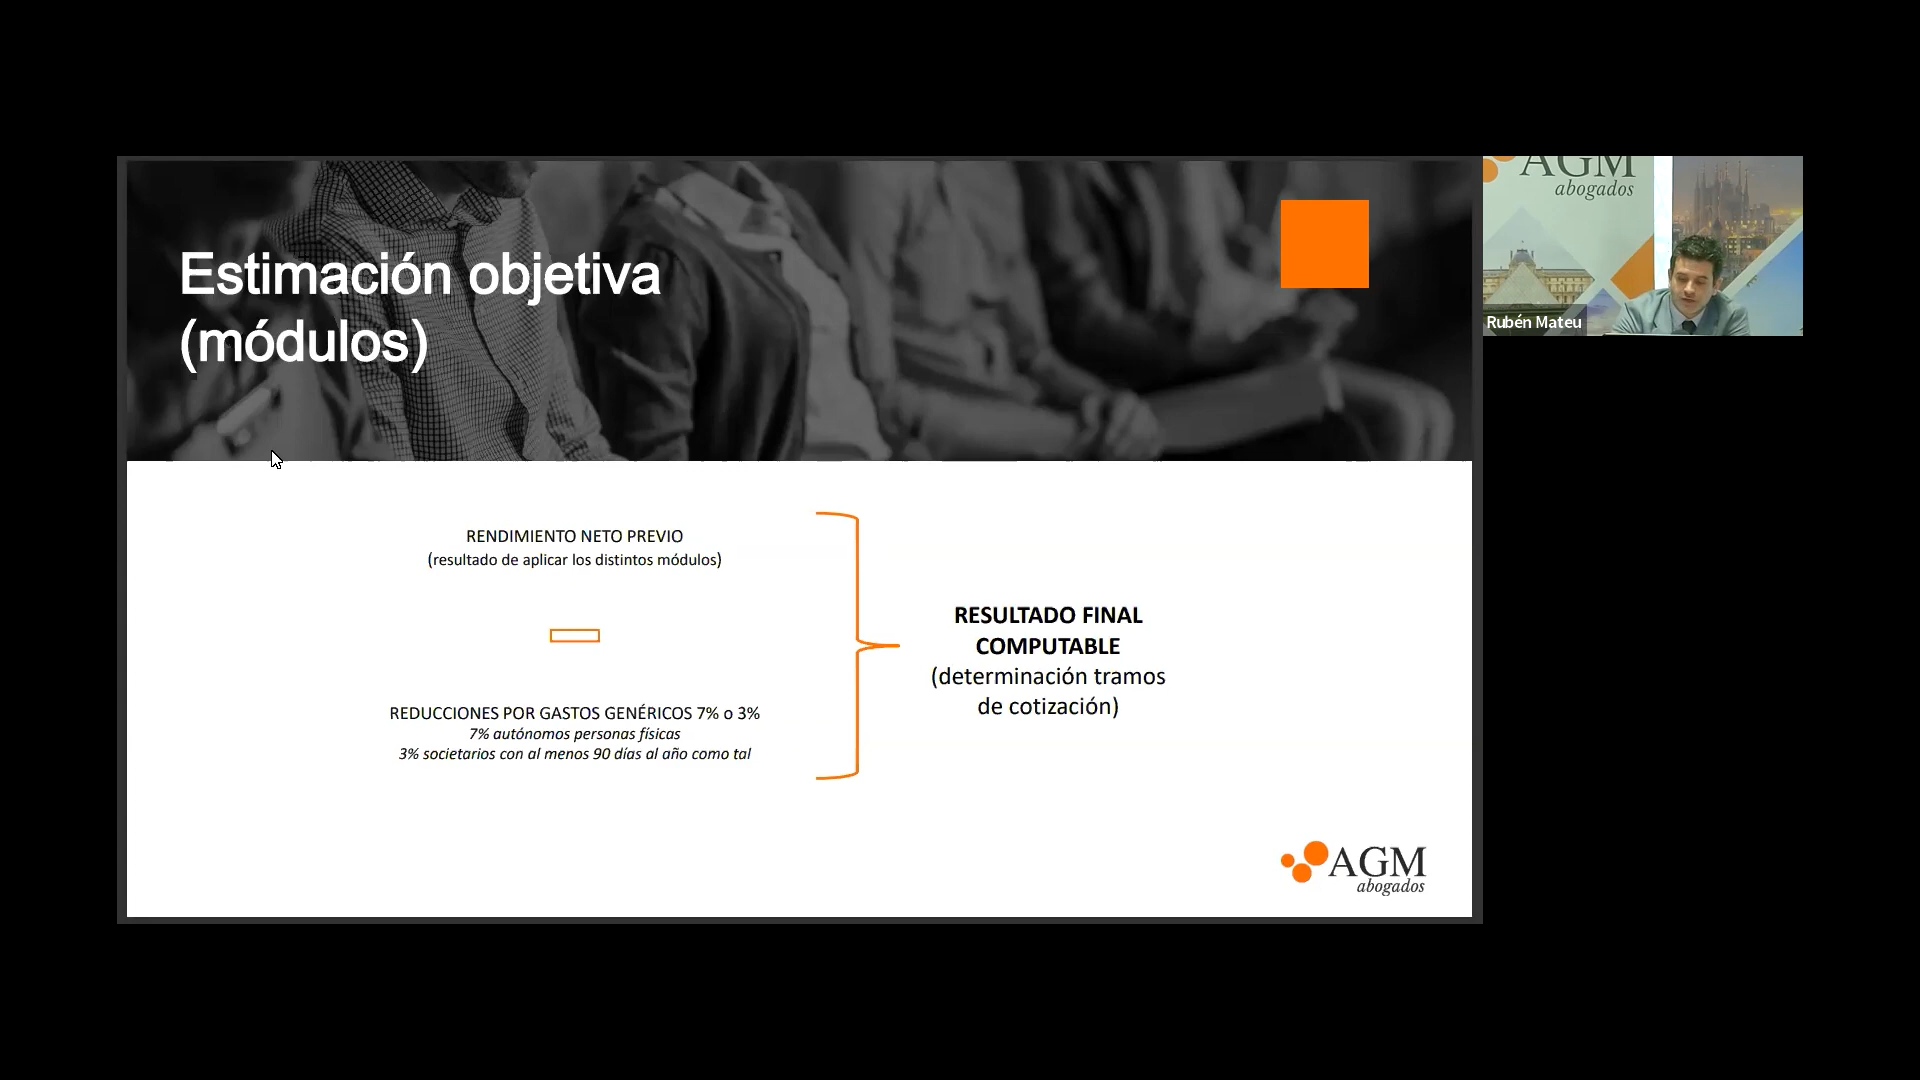 Estimación objetiva
(módulos)
RENDIMIENTO NETO PREVIO
(resultado de aplicar los distintos módulos)
REDUCCIONES POR GASTOS GENÉRICOS 7% o 3%
7% autónomos personas físicas
3% societarios con al menos 90 días al año como tal
RESULTADO FINAL
COMPUTABLE
(determinación tramos
de cotización)
AGM
abogados
AGM
abogados
Rubén Mateu